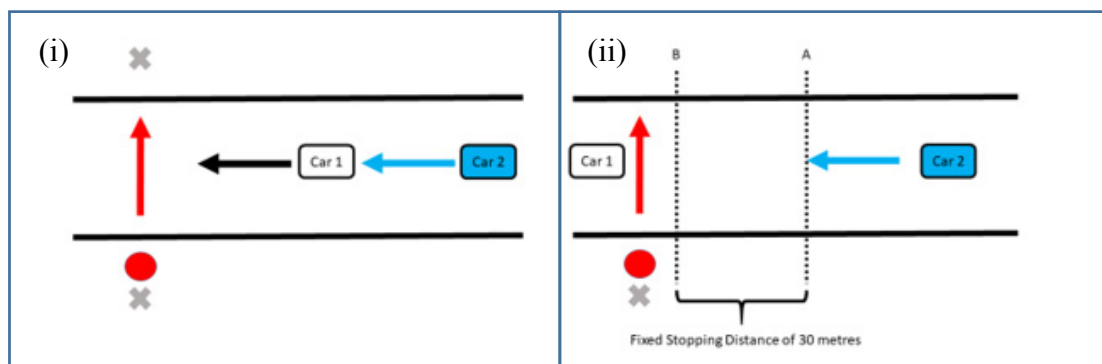 (i)
Car 1
Car 2
(ii)
B
A
Car 1
Car 2
Fixed Stopping Distance of 30 metres